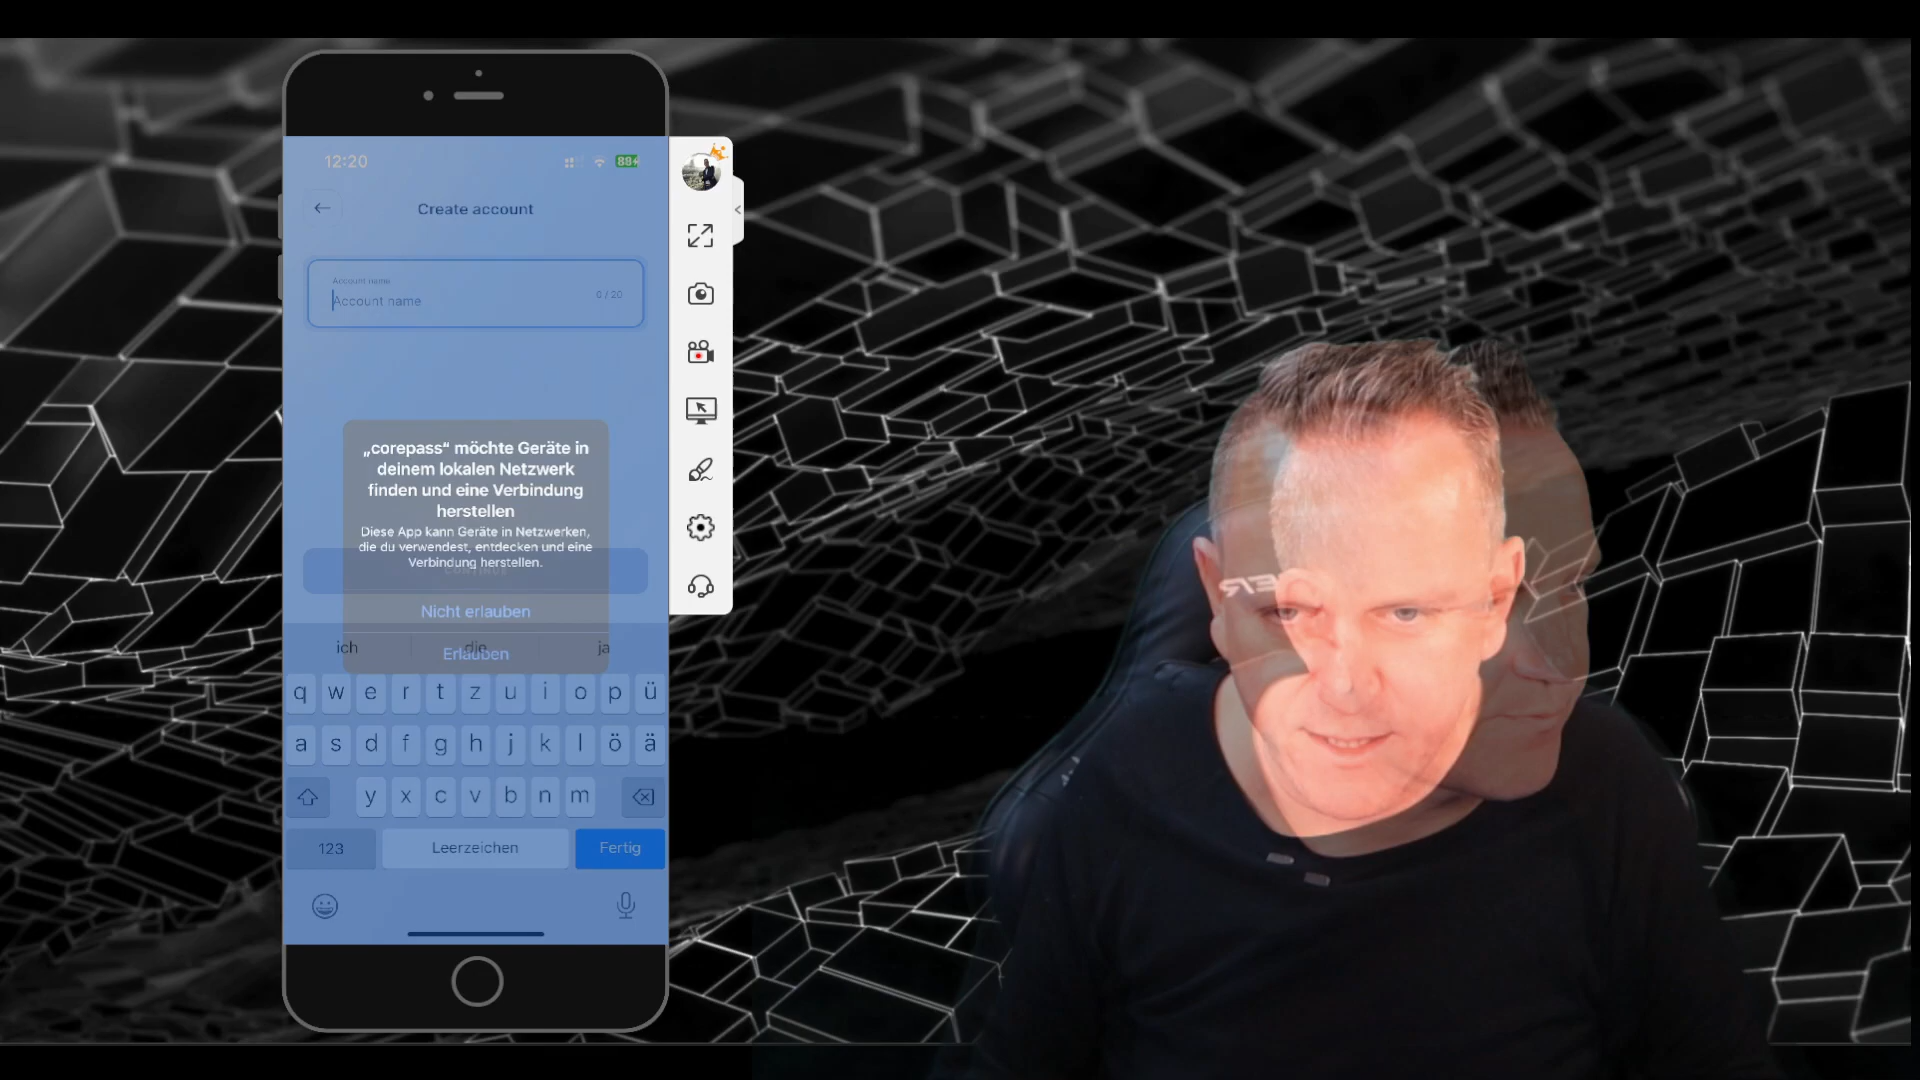 12:20
88
Create account
Account name
Account name
0 / 20
„corepass“ möchte Geräte in
deinem lokalen Netzwerk
finden und eine Verbindung
herstellen
Diese App kann Geräte in Netzwerken,
die du verwendest, entdecken und eine
Verbindung herstellen.
Nicht erlauben
Erlauben
ich
die
ja
q w e r t z u i o p ü
a s d f g h j k l ö ä
y x c v b n m
123
Leerzeichen
Fertig